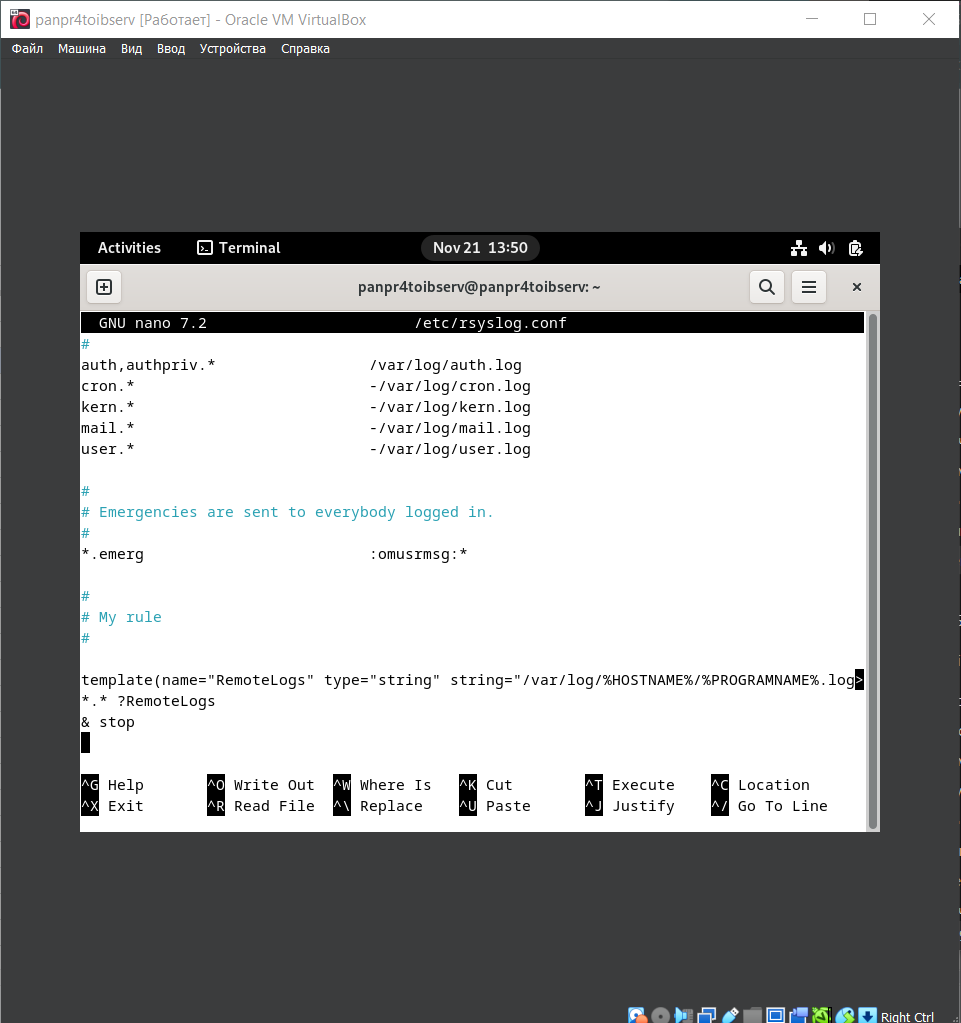 panpr4toibserv [Работает] - Oracle VM VirtualBox
Файл Машина Вид Ввод Устройства Справка
Activities Terminal Nov 21 13:50
panpr4toibserv@panpr4toibserv: ~
GNU nano 7.2 /etc/rsyslog.conf
#
auth,authpriv.* /var/log/auth.log
cron.* -/var/log/cron.log
kern.* -/var/log/kern.log
mail.* -/var/log/mail.log
user.* -/var/log/user.log
#
# Emergencies are sent to everybody logged in.
#
*.emerg :omusrmsg:*
#
# My rule
#
template(name="RemoteLogs" type="string" string="/var/log/%HOSTNAME%/%PROGRAMNAME%.log>
*.* ?RemoteLogs
& stop
^G Help ^O Write Out ^W Where Is ^K Cut ^T Execute ^C Location
^X Exit ^R Read File ^\ Replace ^U Paste ^J Justify ^/ Go To Line
Right Ctrl